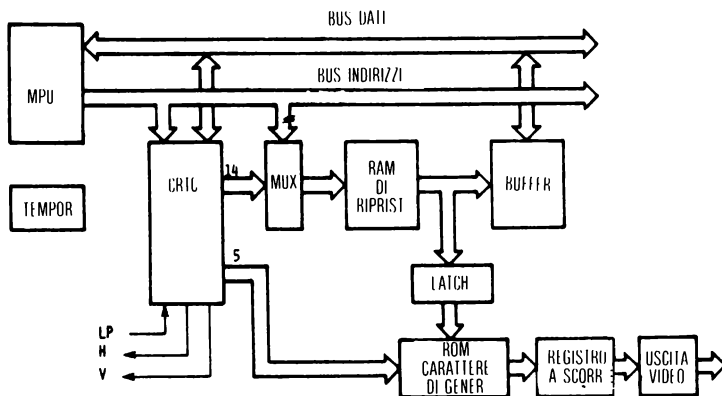 BUS DATI
MPU
BUS INDIRIZZI
CRTC
14
MUX
RAM
DI
RIPRIST
BUFFER
TEMPOR
5
LATCH
LP
H
V
ROM
CARATTERE
DI GENER
REGISTRO
A SCORR
USCITA
VIDEO